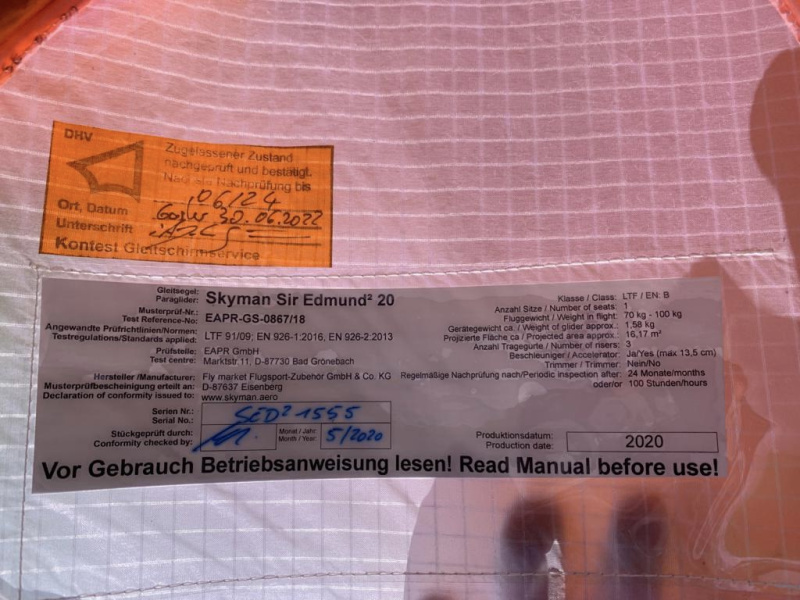 DHV
Zugelassener Zustand
nachgeprüft und bestätigt.
Nachprüfung bis
06/24
Ort, Datum 30.06.2022
Unterschrift
Kontest Gleitschirmservice
Gleitsegel:
Paraglider: Skyman Sir Edmund² 20
Musterprüf-Nr.:
Test Reference-No: EAPR-GS-0867/18
Angewandte Prüfrichtlinien/Normen:
Testregulations/Standards applied: LTF 91/09; EN 926-1:2016, EN 926-2:2013
Prüfstelle: EAPR GmbH
Test centre: Marktstr 11, D-87730 Bad Grönebach
Hersteller /Manufacturer: Fly market Flugsport-Zubehör GmbH & Co. KG
Musterprüfbescheinigung erteilt an: D-87637 Eisenberg
Declaration of conformity issued to: www.skyman.aero
Serien Nr.:
Serial No.: SED² 1555
Stückgeprüft durch:
Conformity checked by:
Monat / Jahr:
Month / Year: 5/2020
Klasse / Class: LTF / EN: B
Anzahl Sitze / Number of seats: 1
Fluggewicht / Weight in flight: 70 kg - 100 kg
Gerätegewicht ca. / Weight of glider approx.: 1,58 kg
Projizierte Fläche ca / Projected area approx.: 16,17 m²
Anzahl Tragegurte / Number of risers: 3
Beschleuniger / Accelerator: Ja/Yes (max 13,5 cm)
Trimmer / Trimmer: Nein/No
Regelmäßige Nachprüfung nach/Periodic inspection after: 24 Monate/months
oder/or 100 Stunden/hours
Produktionsdatum:
Production date: 2020
Vor Gebrauch Betriebsanweisung lesen! Read Manual before use!